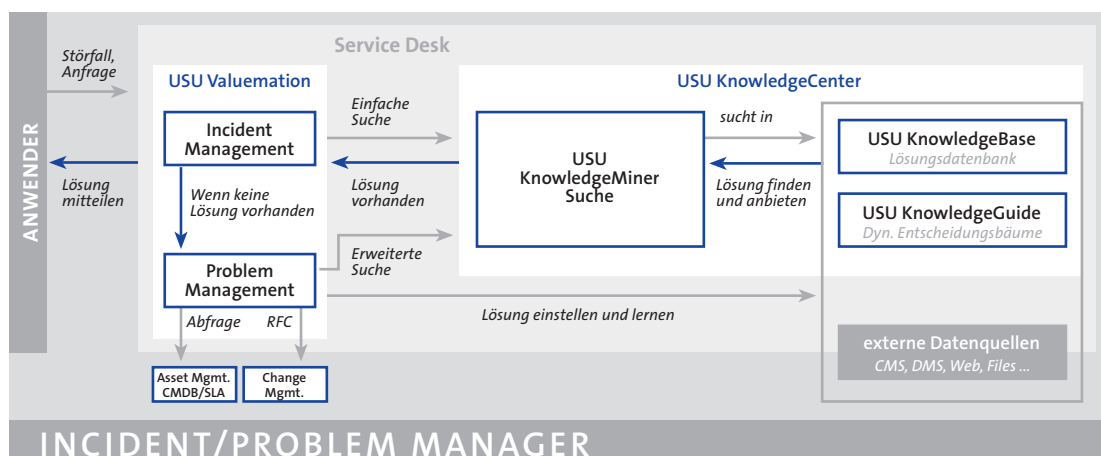 Service Desk
ANWENDER
Störfall,
Anfrage
Lösung
mitteilen
USU Valuemation
Incident
Management
Wenn keine
Lösung vorhanden
Problem
Management
Abfrage
RFC
Asset Mgmt.
CMDB/SLA
Change
Mgmt.
Einfache
Suche
Lösung
vorhanden
Erweiterte
Suche
Lösung einstellen und lernen
USU KnowledgeCenter
USU
KnowledgeMiner
Suche
sucht in
Lösung finden
und anbieten
USU KnowledgeBase
Lösungsdatenbank
USU KnowledgeGuide
Dyn. Entscheidungsbäume
externe Datenquellen
CMS, DMS, Web, Files ...
INCIDENT/PROBLEM MANAGER